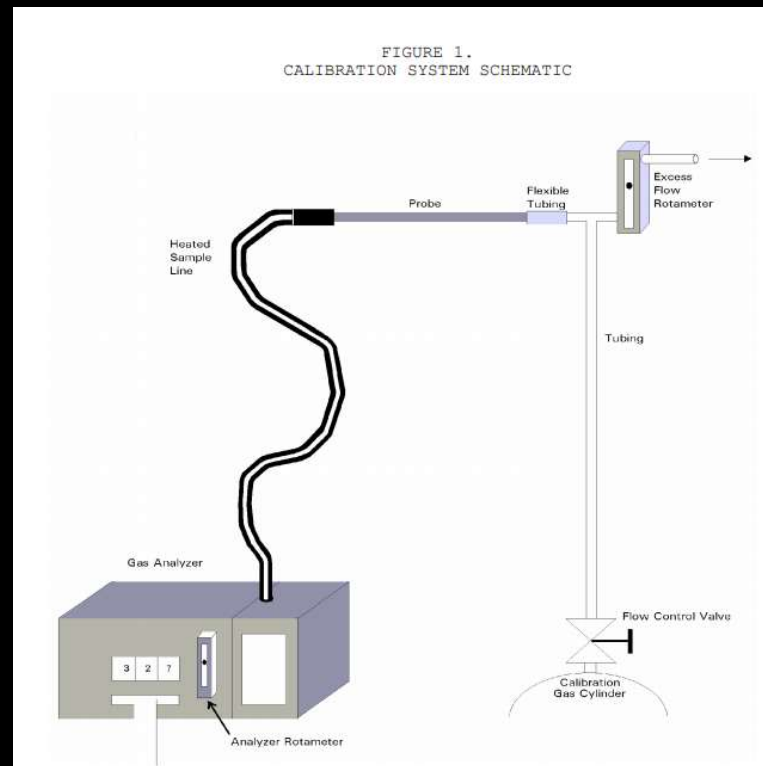 FIGURE 1.
CALIBRATION SYSTEM SCHEMATIC
Excess
Flow
Rotameter
Flexible
Tubing
Probe
Heated
Sample
Line
Tubing
Gas Analyzer
Flow Control Valve
3 2 7
Calibration
Gas Cylinder
Analyzer Rotameter